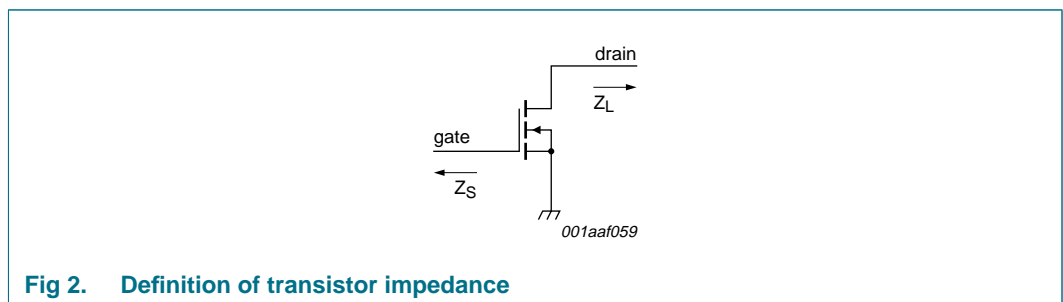 drain
Z_L
gate
Z_S
001aaf059
Fig 2. Definition of transistor impedance